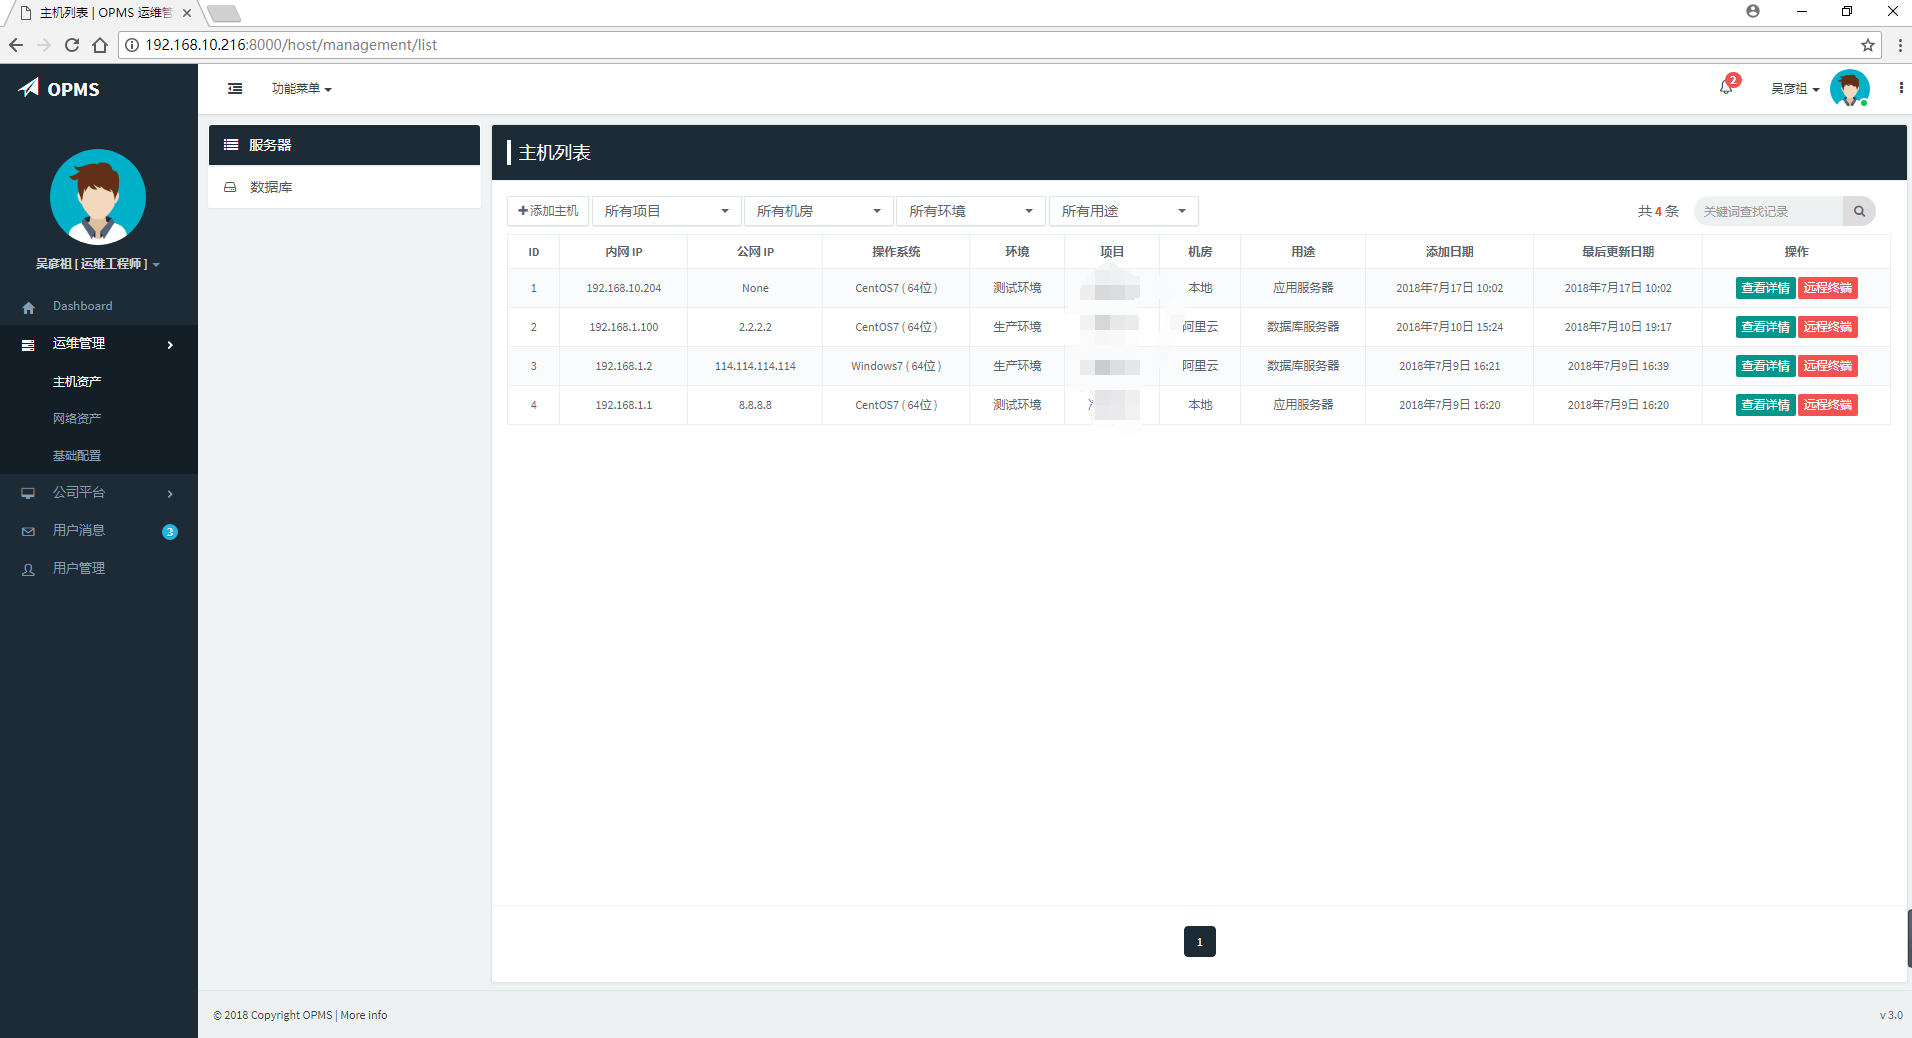 主机列表 | OPMS 运维管
192.168.10.216:8000/host/management/list
OPMS
功能菜单
2
吴彦祖
吴彦祖 [ 运维工程师 ]
Dashboard
运维管理
主机资产
网络资产
基础配置
公司平台
用户消息 3
用户管理
服务器
数据库
主机列表
添加主机 所有项目 所有机房 所有环境 所有用途 共 4 条 关键词查找记录
ID 内网 IP 公网 IP 操作系统 环境 项目 机房 用途 添加日期 最后更新日期 操作
1 192.168.10.204 None CentOS7 ( 64位 ) 测试环境 本地 应用服务器 2018年7月17日 10:02 2018年7月17日 10:02 查看详情 远程终端
2 192.168.1.100 2.2.2.2 CentOS7 ( 64位 ) 生产环境 阿里云 数据库服务器 2018年7月10日 15:24 2018年7月10日 19:17 查看详情 远程终端
3 192.168.1.2 114.114.114.114 Windows7 ( 64位 ) 生产环境 阿里云 数据库服务器 2018年7月9日 16:21 2018年7月9日 16:39 查看详情 远程终端
4 192.168.1.1 8.8.8.8 CentOS7 ( 64位 ) 测试环境 本地 应用服务器 2018年7月9日 16:20 2018年7月9日 16:20 查看详情 远程终端
1
© 2018 Copyright OPMS | More info
v 3.0